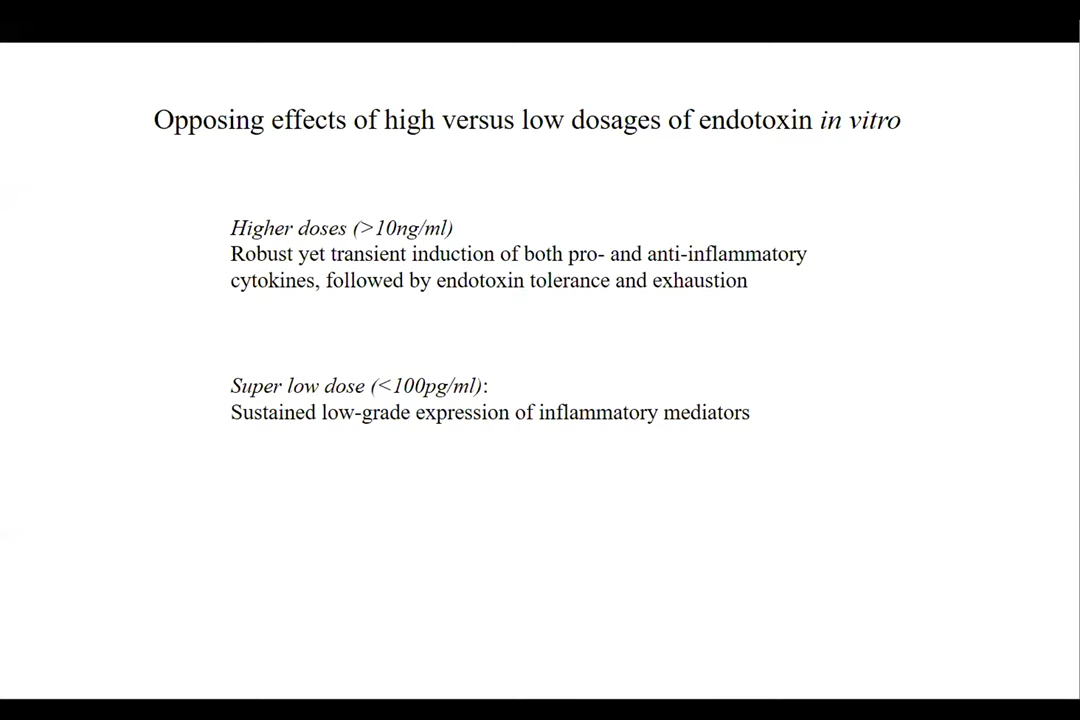 Opposing effects of high versus low dosages of endotoxin in vitro
Higher doses (>10ng/ml)
Robust yet transient induction of both pro- and anti-inflammatory
cytokines, followed by endotoxin tolerance and exhaustion
Super low dose (<100pg/ml):
Sustained low-grade expression of inflammatory mediators